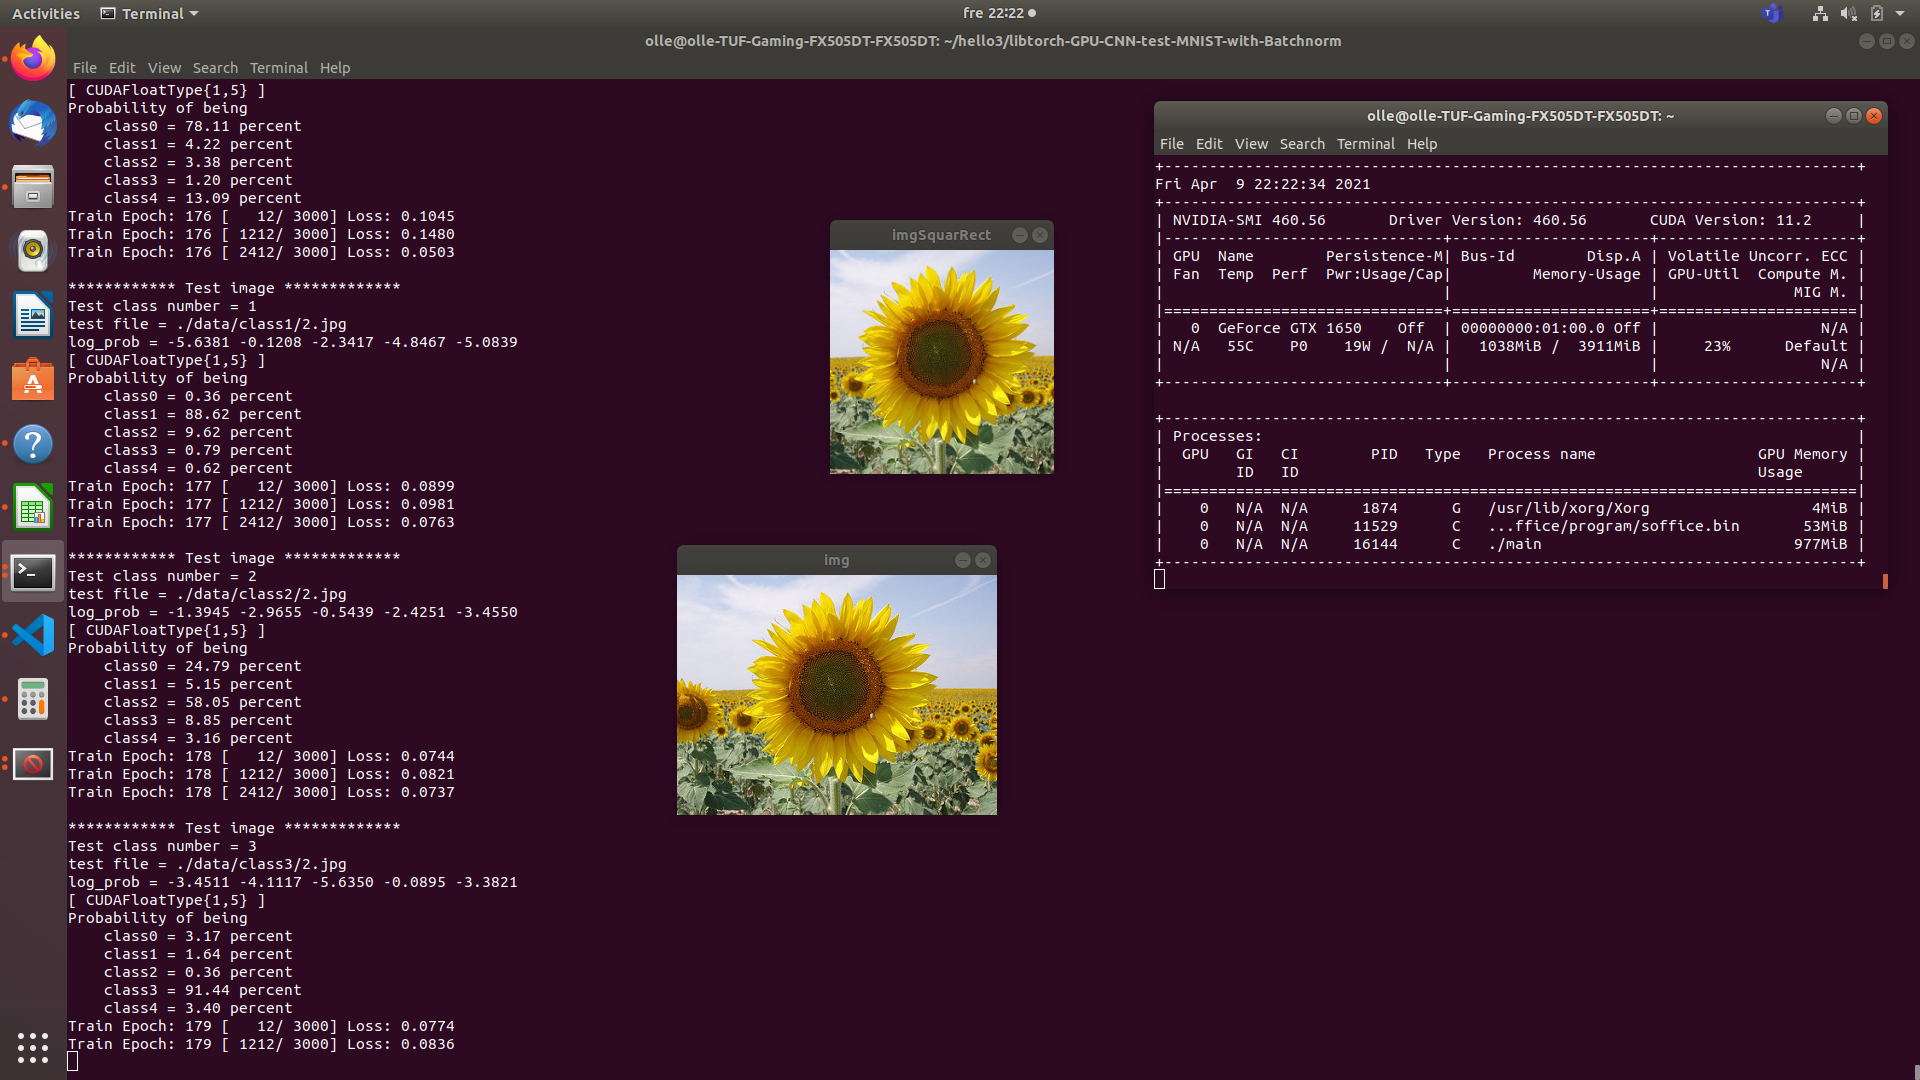 Activities
Terminal
fre 22:22
olle@olle-TUF-Gaming-FX505DT-FX505DT: ~/hello3/libtorch-GPU-CNN-test-MNIST-with-Batchnorm
File Edit View Search Terminal Help
[ CUDAFloatType{1,5} ]
Probability of being
    class0 = 78.11 percent
    class1 = 4.22 percent
    class2 = 3.38 percent
    class3 = 1.20 percent
    class4 = 13.09 percent
Train Epoch: 176 [   12/ 3000] Loss: 0.1045
Train Epoch: 176 [ 1212/ 3000] Loss: 0.1480
Train Epoch: 176 [ 2412/ 3000] Loss: 0.0503
************ Test image *************
Test class number = 1
test file = ./data/class1/2.jpg
log_prob = -5.6381 -0.1208 -2.3417 -4.8467 -5.0839
[ CUDAFloatType{1,5} ]
Probability of being
    class0 = 0.36 percent
    class1 = 88.62 percent
    class2 = 9.62 percent
    class3 = 0.79 percent
    class4 = 0.62 percent
Train Epoch: 177 [   12/ 3000] Loss: 0.0899
Train Epoch: 177 [ 1212/ 3000] Loss: 0.0981
Train Epoch: 177 [ 2412/ 3000] Loss: 0.0763
************ Test image *************
Test class number = 2
test file = ./data/class2/2.jpg
log_prob = -1.3945 -2.9655 -0.5439 -2.4251 -3.4550
[ CUDAFloatType{1,5} ]
Probability of being
    class0 = 24.79 percent
    class1 = 5.15 percent
    class2 = 58.05 percent
    class3 = 8.85 percent
    class4 = 3.16 percent
Train Epoch: 178 [   12/ 3000] Loss: 0.0744
Train Epoch: 178 [ 1212/ 3000] Loss: 0.0821
Train Epoch: 178 [ 2412/ 3000] Loss: 0.0737
************ Test image *************
Test class number = 3
test file = ./data/class3/2.jpg
log_prob = -3.4511 -4.1117 -5.6350 -0.0895 -3.3821
[ CUDAFloatType{1,5} ]
Probability of being
    class0 = 3.17 percent
    class1 = 1.64 percent
    class2 = 0.36 percent
    class3 = 91.44 percent
    class4 = 3.40 percent
Train Epoch: 179 [   12/ 3000] Loss: 0.0774
Train Epoch: 179 [ 1212/ 3000] Loss: 0.0836
imgSquarRect
img
olle@olle-TUF-Gaming-FX505DT-FX505DT: ~
File Edit View Search Terminal Help
+-----------------------------------------------------------------------------+
Fri Apr  9 22:22:34 2021
+-----------------------------------------------------------------------------+
| NVIDIA-SMI 460.56       Driver Version: 460.56       CUDA Version: 11.2     |
|-------------------------------+----------------------+----------------------+
| GPU  Name        Persistence-M| Bus-Id        Disp.A | Volatile Uncorr. ECC |
| Fan  Temp  Perf  Pwr:Usage/Cap|         Memory-Usage | GPU-Util  Compute M. |
|                               |                      |               MIG M. |
|===============================+======================+======================|
|   0  GeForce GTX 1650    Off  | 00000000:01:00.0 Off |                  N/A |
| N/A   55C    P0    19W /  N/A |   1038MiB /  3911MiB |     23%      Default |
|                               |                      |                  N/A |
+-------------------------------+----------------------+----------------------+
+-----------------------------------------------------------------------------+
| Processes:                                                                  |
|  GPU   GI   CI        PID   Type   Process name                  GPU Memory |
|        ID   ID                                                   Usage      |
|=============================================================================|
|    0   N/A  N/A      1874      G   /usr/lib/xorg/Xorg                  4MiB |
|    0   N/A  N/A     11529      C   ...ffice/program/soffice.bin       53MiB |
|    0   N/A  N/A     16144      C   ./main                            977MiB |
+-----------------------------------------------------------------------------+